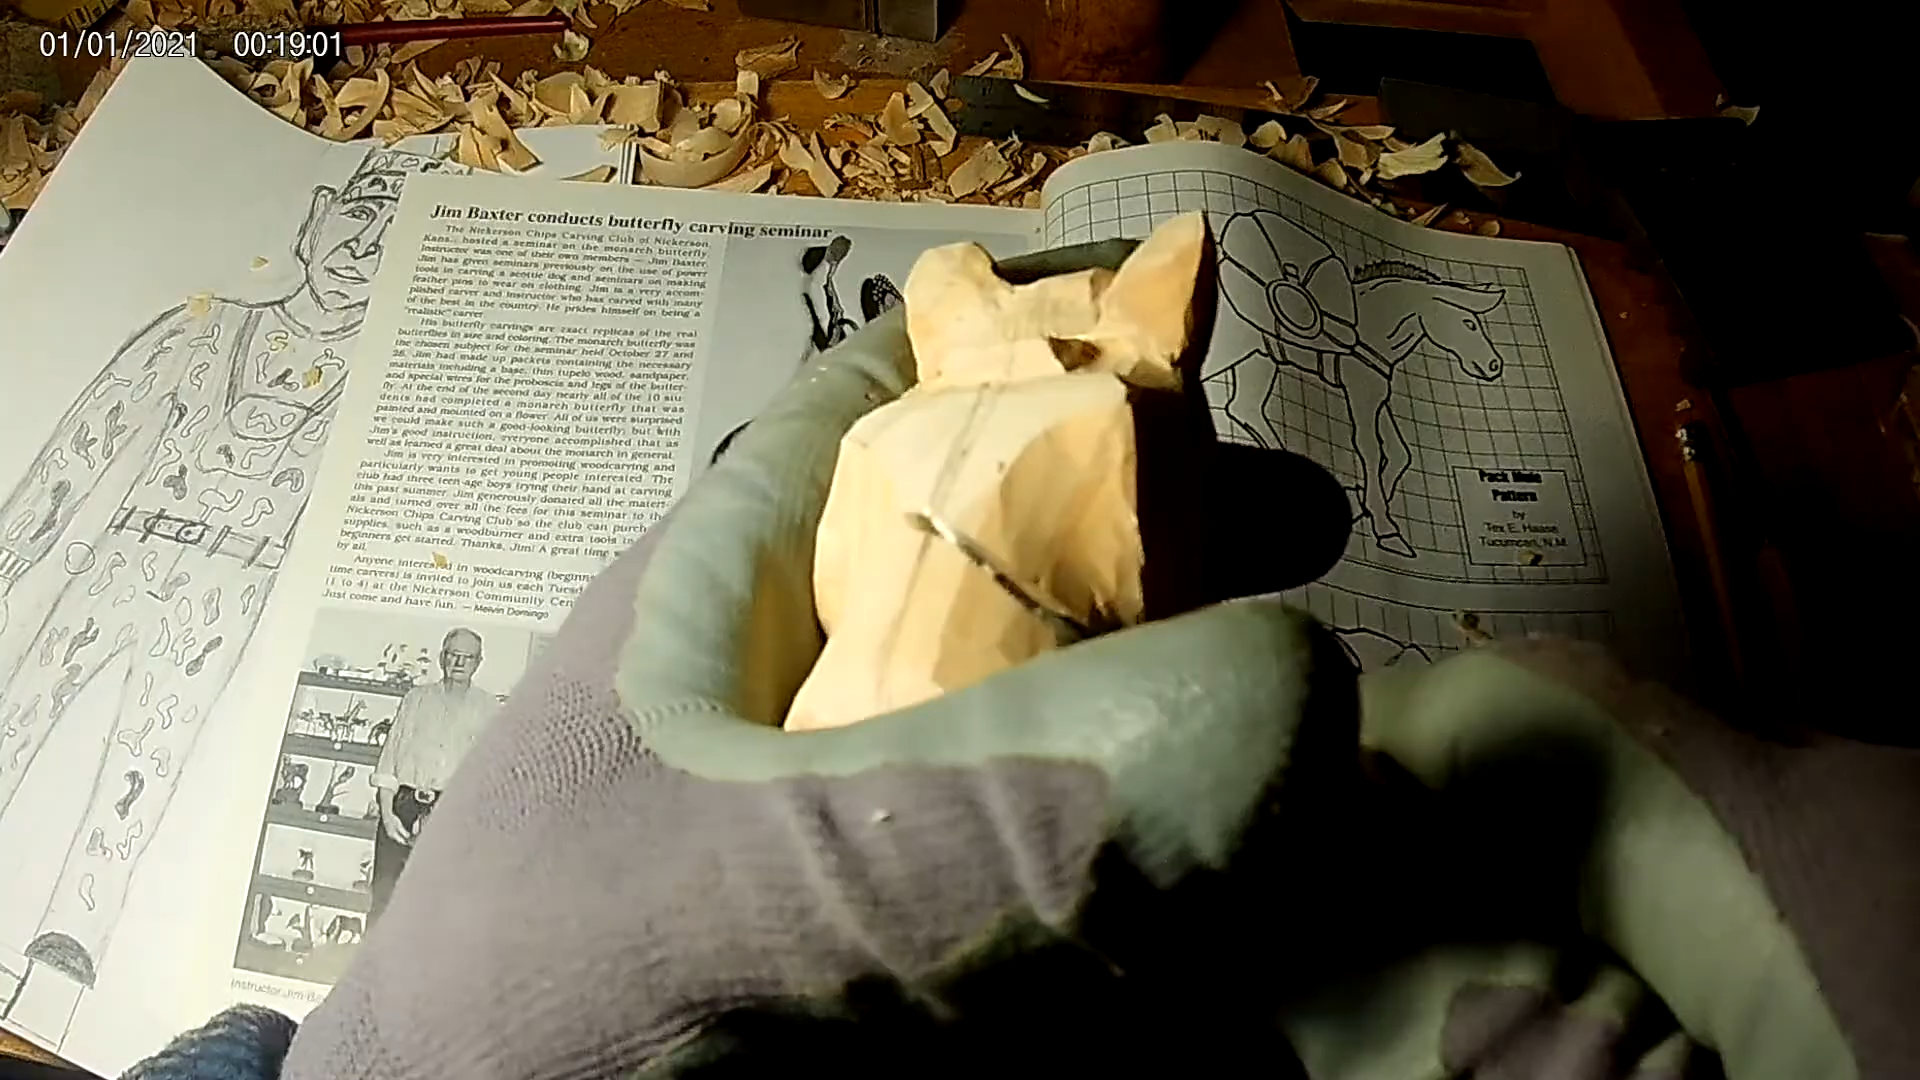 01/01/2021 00:19:01
Jim Baxter conducts butterfly carving seminar
The Nickerson Chips Carving Club of Nickerson,
Kans., hosted a seminar on the monarch butterfly.
Instructor was one of their own members — Jim Baxter.
Jim has given seminars previously on the use of power
tools in carving a scottie dog and seminars on making
feather pins to wear on clothing. Jim is a very accom-
plished carver and instructor who has carved with many
of the best in the country. He prides himself on being a
"realistic" carver.
His butterfly carvings are exact replicas of the real
butterflies in size and coloring. The monarch butterfly was
the chosen subject for the seminar held October 27 and
28. Jim had made up packets containing the necessary
materials including a base, thin tupelo wood, sandpaper,
and special wires for the proboscis and legs of the butter-
fly. At the end of the second day nearly all of the 10 stu-
dents had completed a monarch butterfly that was
painted and mounted on a flower. All of us were surprised
we could make such a good-looking butterfly, but with
Jim's good instruction, everyone accomplished that as
well as learned a great deal about the monarch in general.
Jim is very interested in promoting woodcarving and
particularly wants to get young people interested. The
club had three teen-age boys trying their hand at carving
this past summer. Jim generously donated all the materi-
als and turned over all the fees for this seminar to the
Nickerson Chips Carving Club so the club can purch
supplies, such as a woodburner and extra tools
beginners get started. Thanks, Jim! A great time
by all.
Anyone interested in woodcarving (beginn
time carvers) is invited to join us each Tuesd
(1 to 4) at the Nickerson Community Cen
Just come and have fun. — Melvin Domingo
Instructor Jim Ba
Pack Mule
Pattern
by
Tex E. Haase
Tucumcari, N.M.